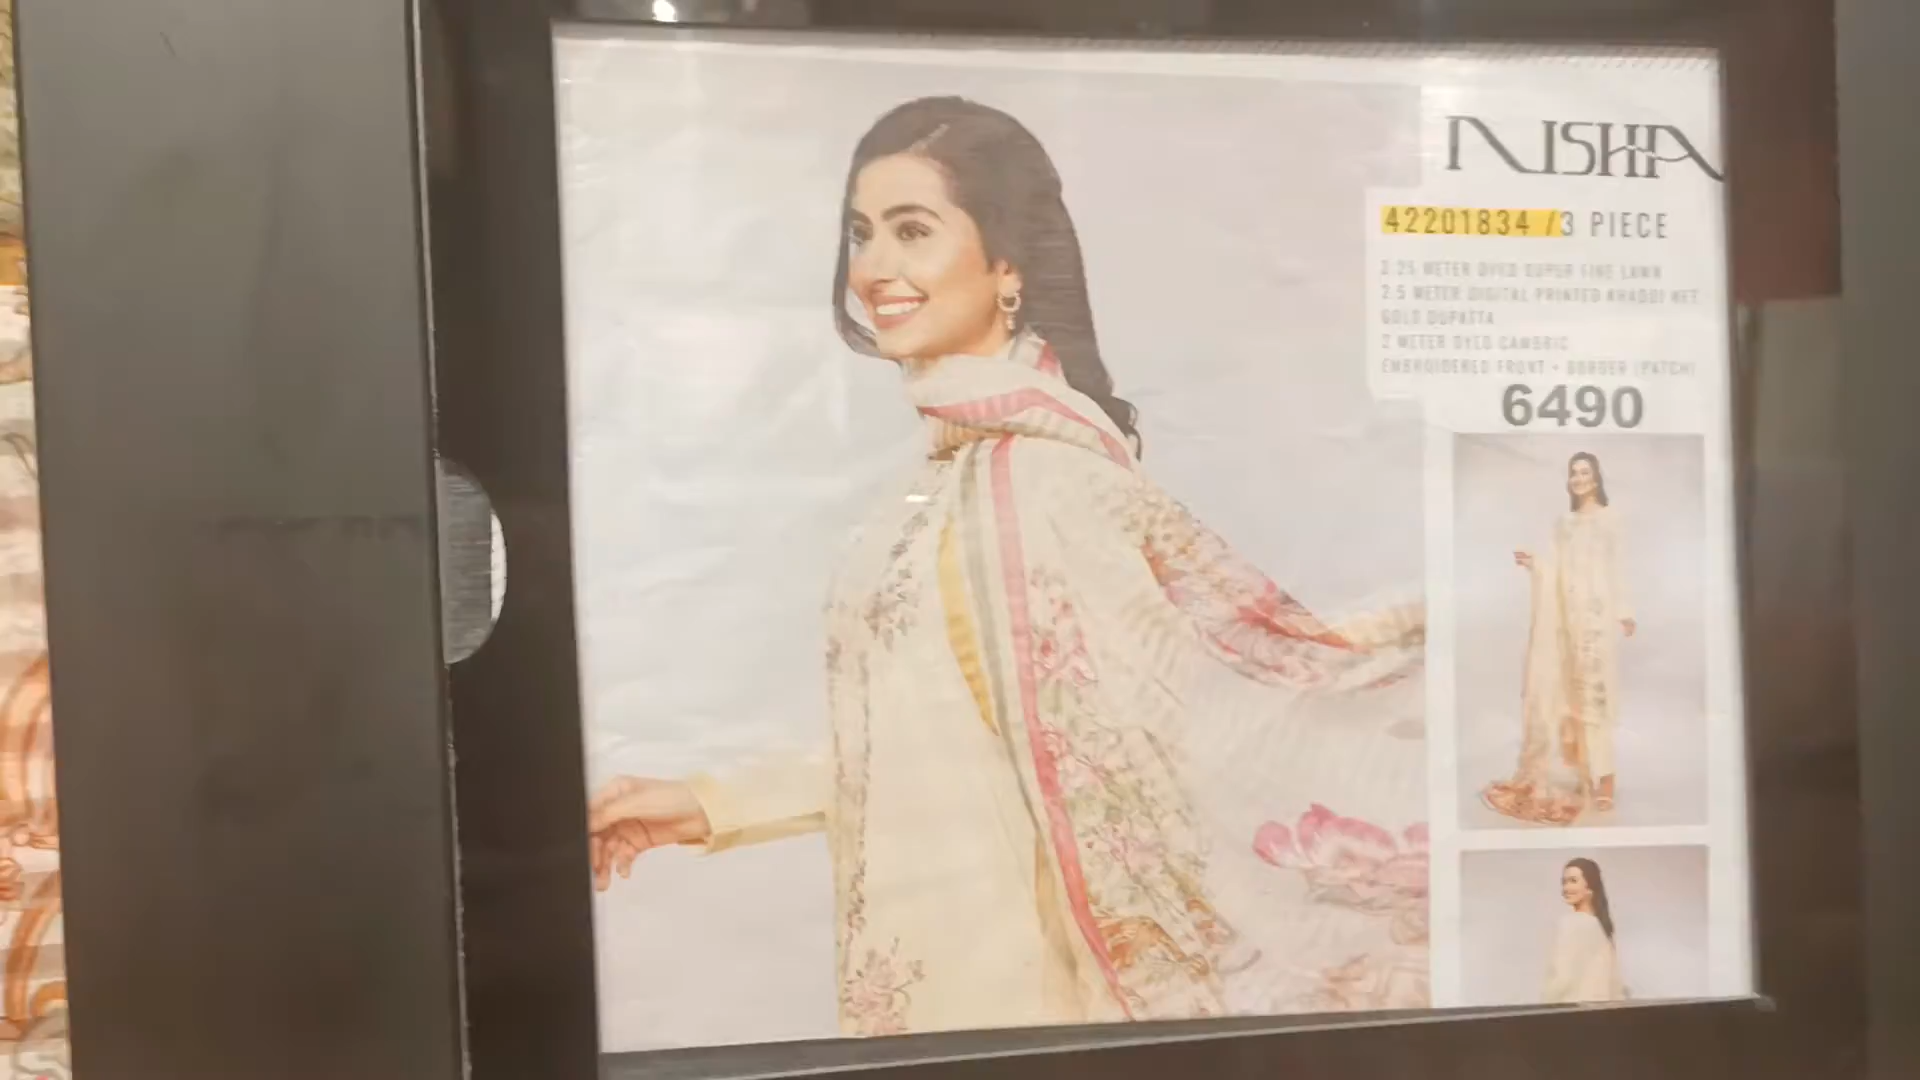 NISHA
42201834 / 3 PIECE
2.25 METER DYED SUPER FINE LAWN
2.5 METER DIGITAL PRINTED KHADDI NET
GOLD DUPATTA
2 METER DYED CAMBRIC
EMBROIDERED FRONT + BORDER (PATCH)
6490